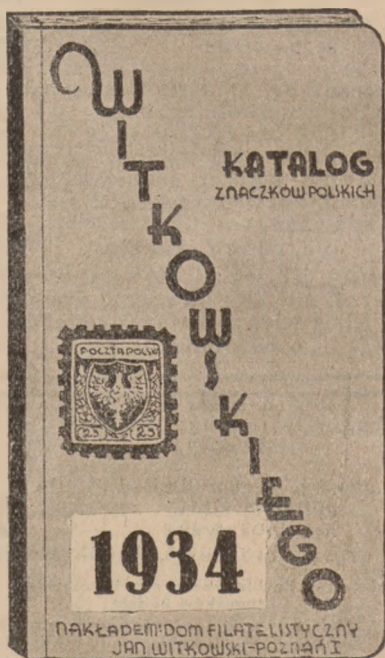 WITKOWSKIEGO
KATALOG
ZNACZKÓW POLSKICH
POCZTA POLSKA
25 25
1934
NAKŁADEM: DOM FILATELISTYCZNY
JAN WITKOWSKI-POZNAŃ I